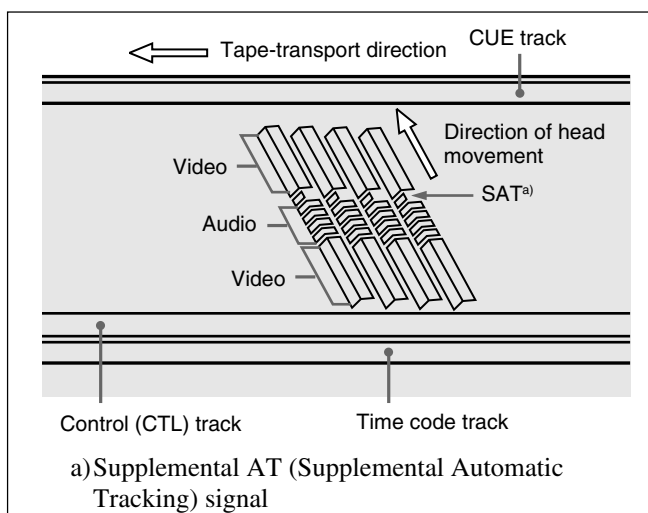 CUE track
Tape-transport direction
Direction of head
movement
Video
SATa)
Audio
Video
Control (CTL) track
Time code track
a) Supplemental AT (Supplemental Automatic
Tracking) signal